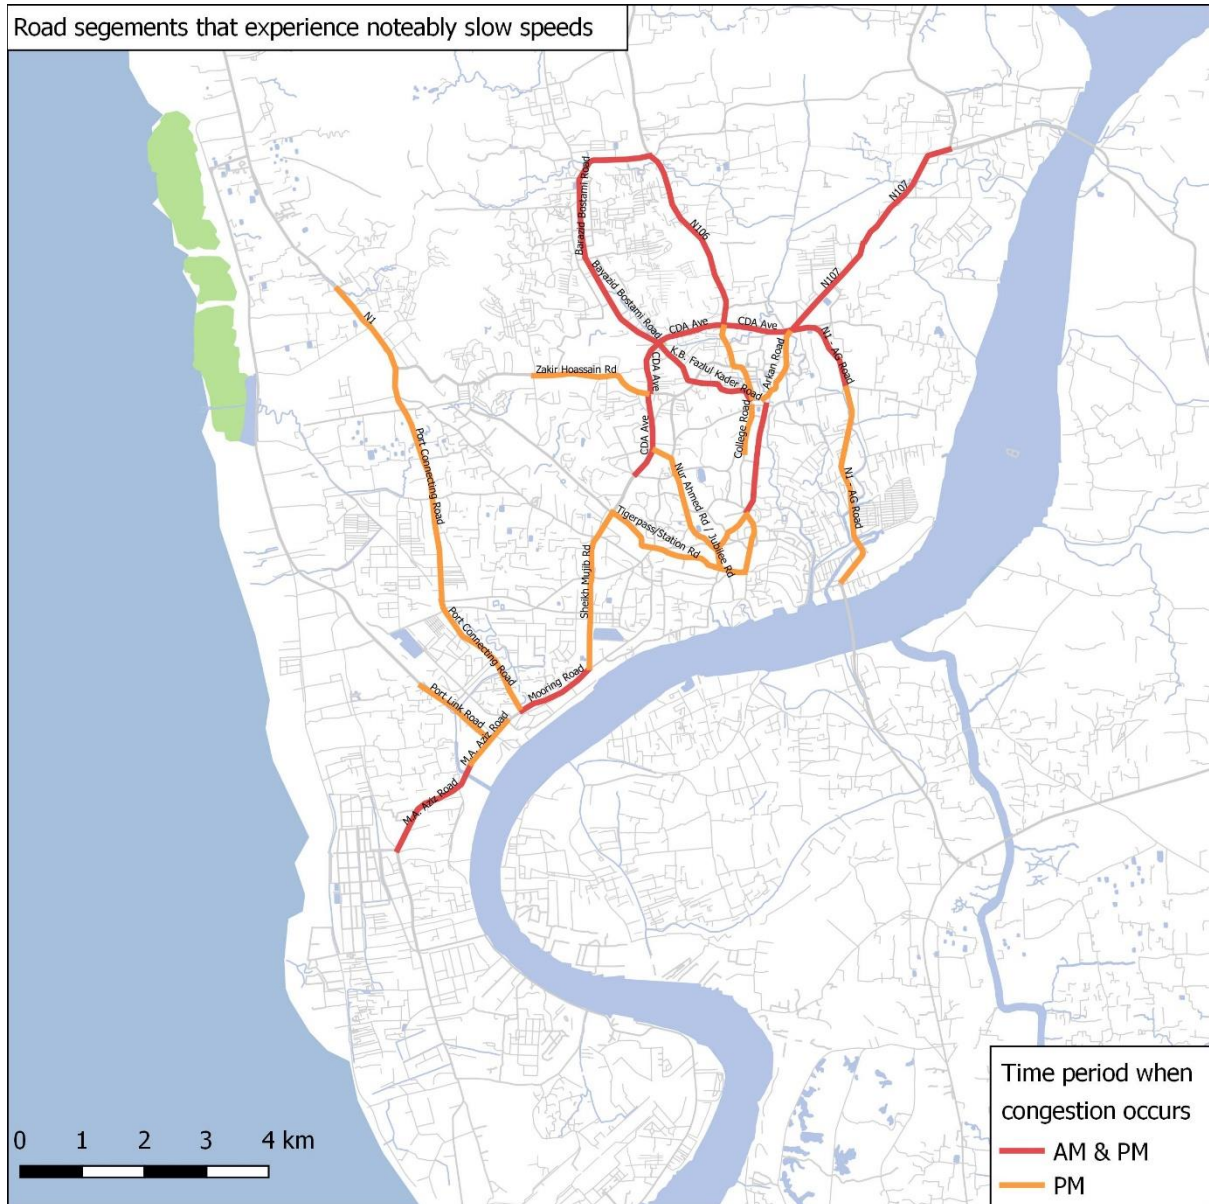 Road segements that experience noteably slow speeds
Barazid Bostami Road
N106
N107
N107
Bayazid Bostami Road
CDA Ave
CDA Ave
N1
K.B. Fazlul Kader Road
Arkan Road
N1 - AG Road
Zakir Hoassain Rd
CDA Ave
CDA Ave
College Road
Port Connecting Road
Nur Ahmed Rd / Jubilee Rd
N1 - AG Road
Tigerpass/Station Rd
Sheikh Mujib Rd
Port Connecting Road
Mooring Road
Port Link Road
M.A. Aziz Road
M.A. Aziz Road
0 1 2 3 4 km
Time period when
congestion occurs
AM & PM
PM